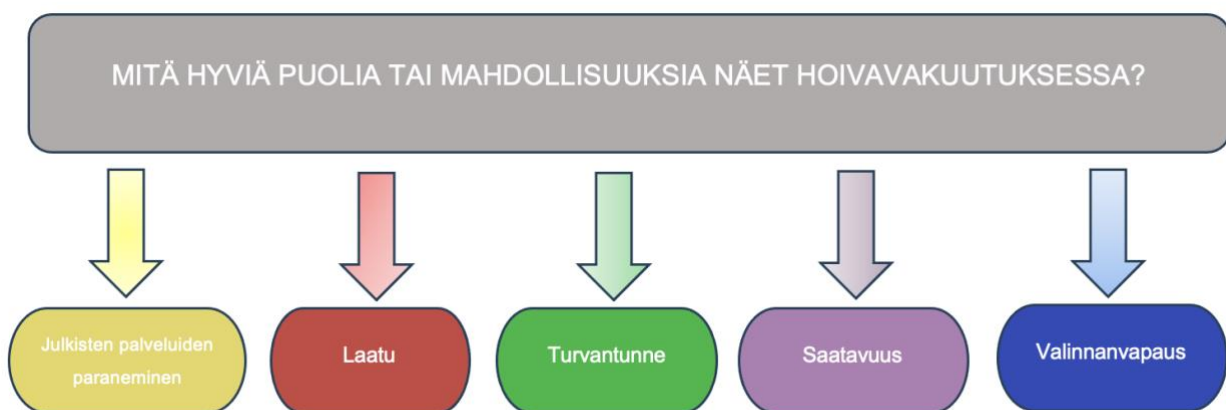 MITÄ HYVIÄ PUOLIA TAI MAHDOLLISUUKSIA NÄET HOIVAVAKUUTUKSESSA?
Julkisten palveluiden
paraneminen
Laatu
Turvantunne
Saatavuus
Valinnanvapaus